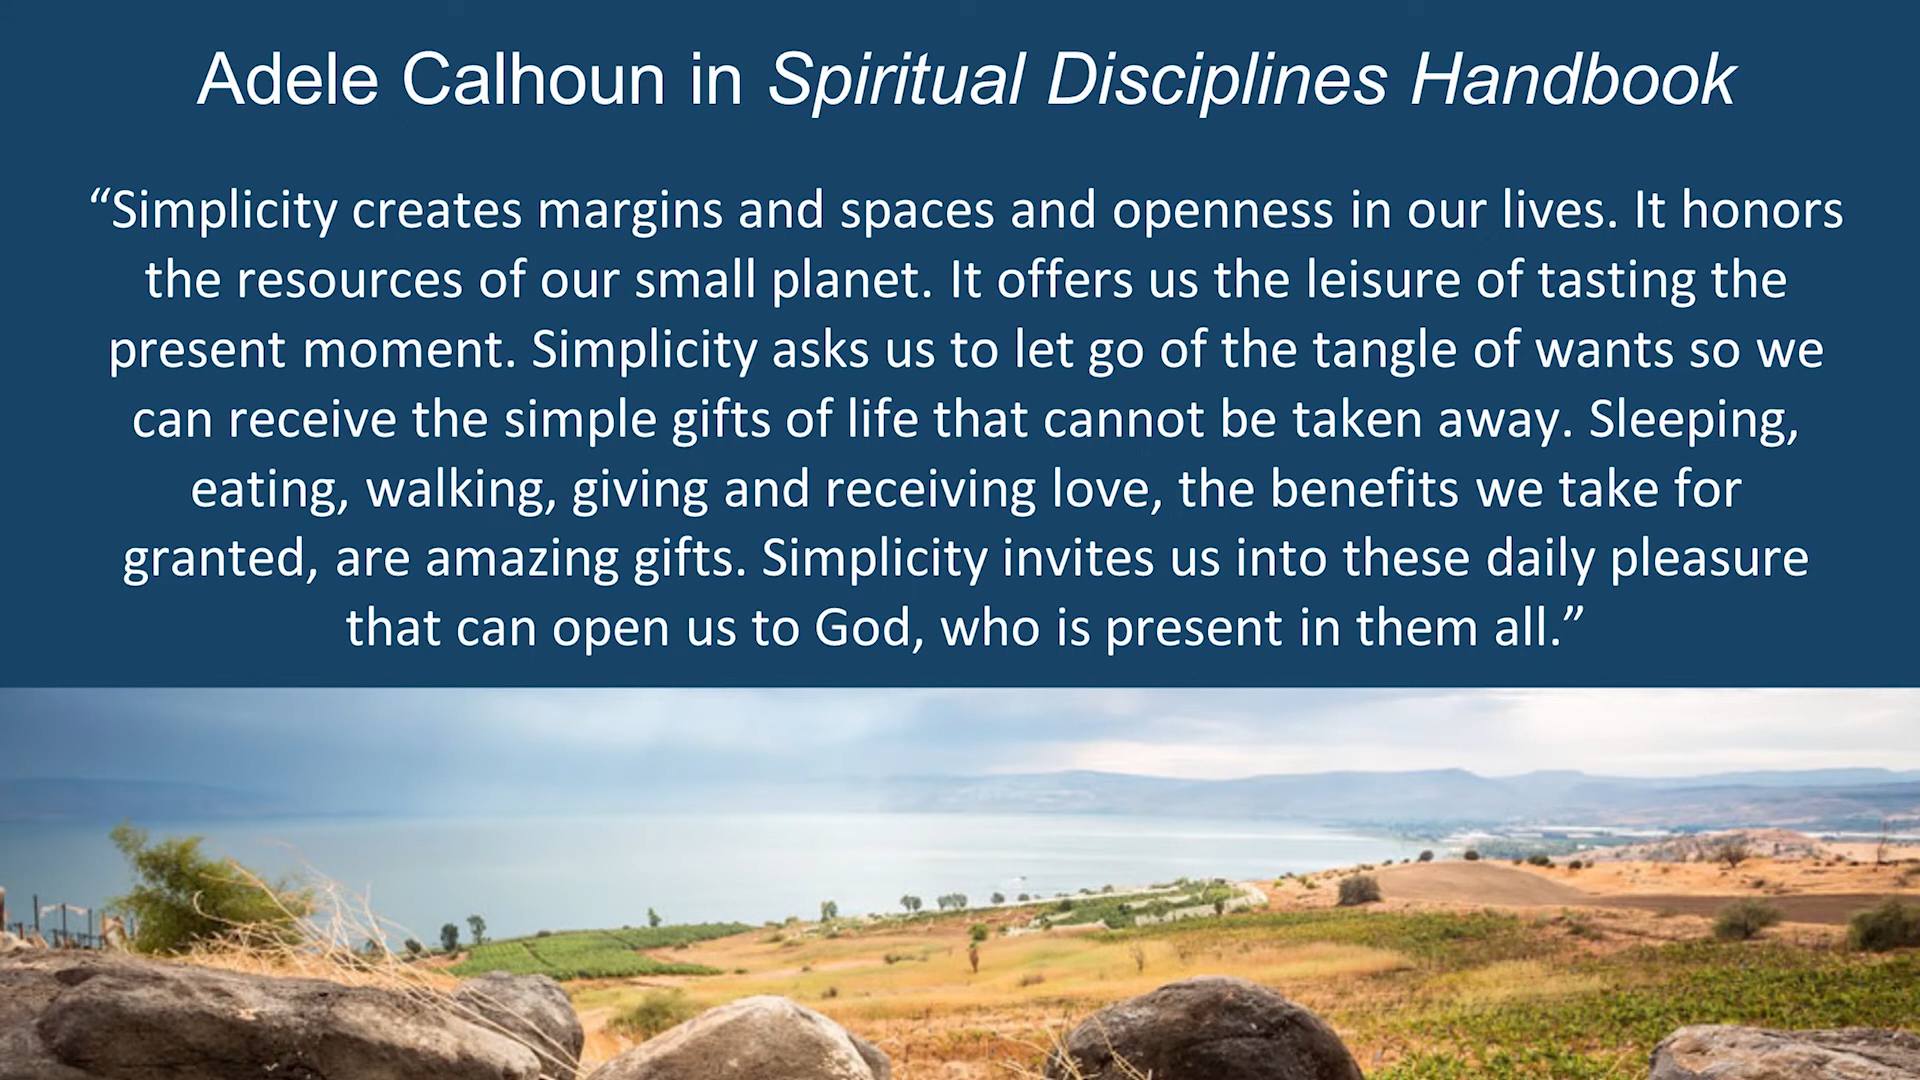 Adele Calhoun in Spiritual Disciplines Handbook
“Simplicity creates margins and spaces and openness in our lives. It honors
the resources of our small planet. It offers us the leisure of tasting the
present moment. Simplicity asks us to let go of the tangle of wants so we
can receive the simple gifts of life that cannot be taken away. Sleeping,
eating, walking, giving and receiving love, the benefits we take for
granted, are amazing gifts. Simplicity invites us into these daily pleasure
that can open us to God, who is present in them all.”